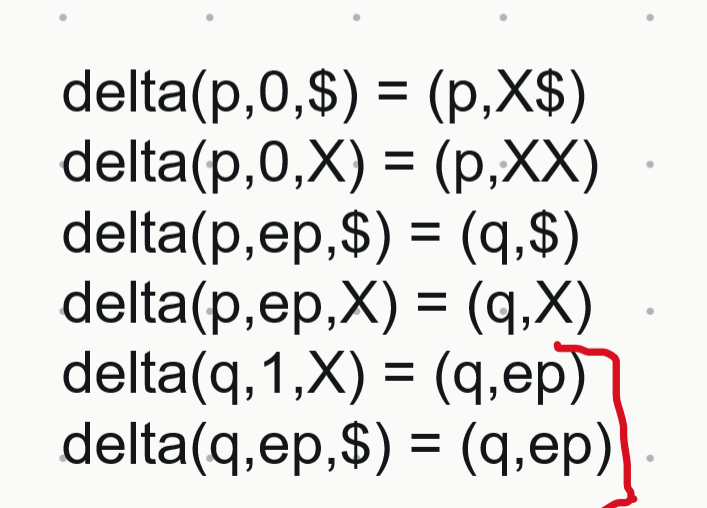 delta(p,0,$) = (p,X$)
delta(p,0,X) = (p,XX)
delta(p,ep,$) = (q,$)
delta(p,ep,X) = (q,X)
delta(q,1,X) = (q,ep)
delta(q,ep,$) = (q,ep)